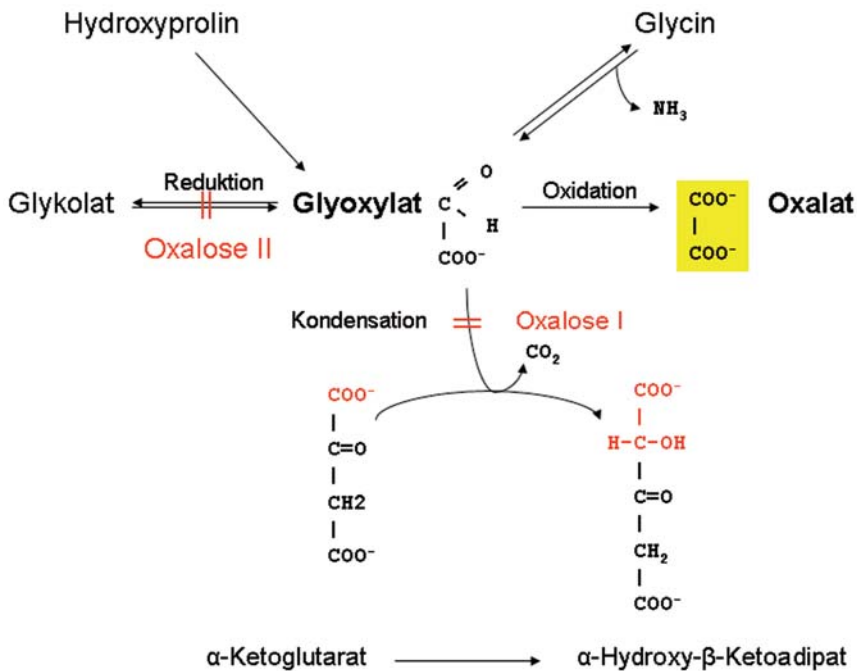 Hydroxyprolin
Glycin
NH₃
Glykolat
Reduktion
Oxalose II
Glyoxylat
O
C
H
COO⁻
Oxidation
COO⁻
COO⁻
Oxalat
Kondensation
Oxalose I
CO₂
COO⁻
C=O
CH2
COO⁻
COO⁻
H-C-OH
C=O
CH₂
COO⁻
α-Ketoglutarat
α-Hydroxy-β-Ketoadipat